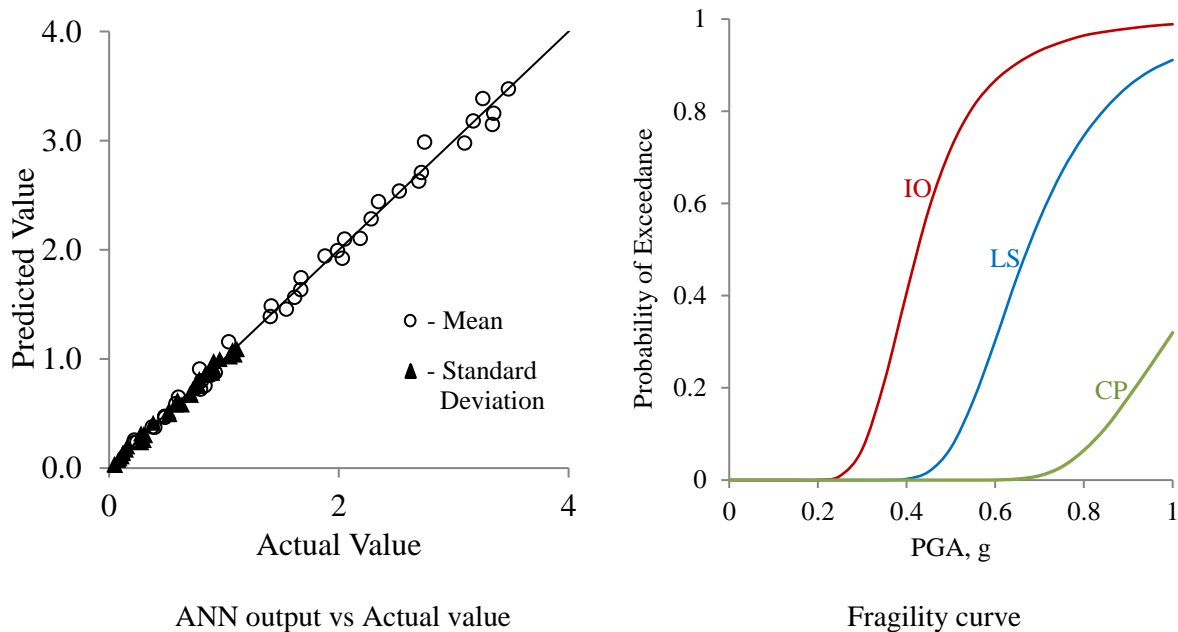 4.0
3.0
2.0
1.0
0.0
Predicted Value
0
2
4
Actual Value
- Mean
- Standard
Deviation
ANN output vs Actual value
1
0.8
0.6
0.4
0.2
0
Probability of Exceedance
IO
LS
CP
0
0.2
0.4
0.6
0.8
1
PGA, g
Fragility curve